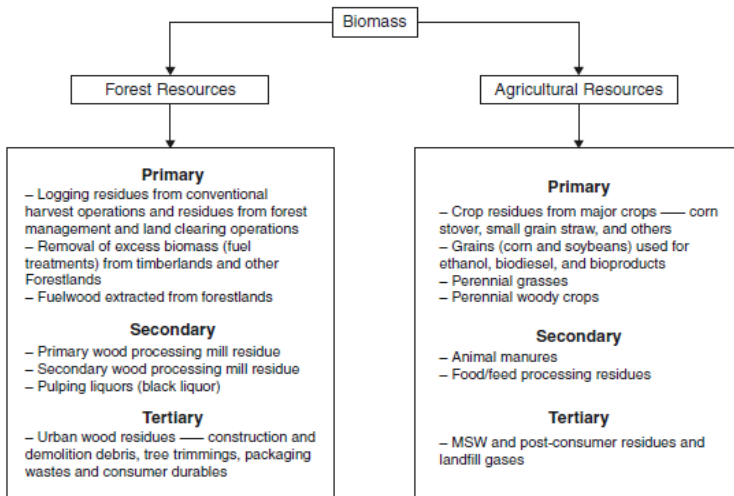 Biomass
Forest Resources
Agricultural Resources
Primary
– Logging residues from conventional
harvest operations and residues from forest
management and land clearing operations
– Removal of excess biomass (fuel
treatments) from timberlands and other
Forestlands
– Fuelwood extracted from forestlands
Secondary
– Primary wood processing mill residue
– Secondary wood processing mill residue
– Pulping liquors (black liquor)
Tertiary
– Urban wood residues —– construction and
demolition debris, tree trimmings, packaging
wastes and consumer durables
Primary
– Crop residues from major crops —– corn
stover, small grain straw, and others
– Grains (corn and soybeans) used for
ethanol, biodiesel, and bioproducts
– Perennial grasses
– Perennial woody crops
Secondary
– Animal manures
– Food/feed processing residues
Tertiary
– MSW and post-consumer residues and
landfill gases